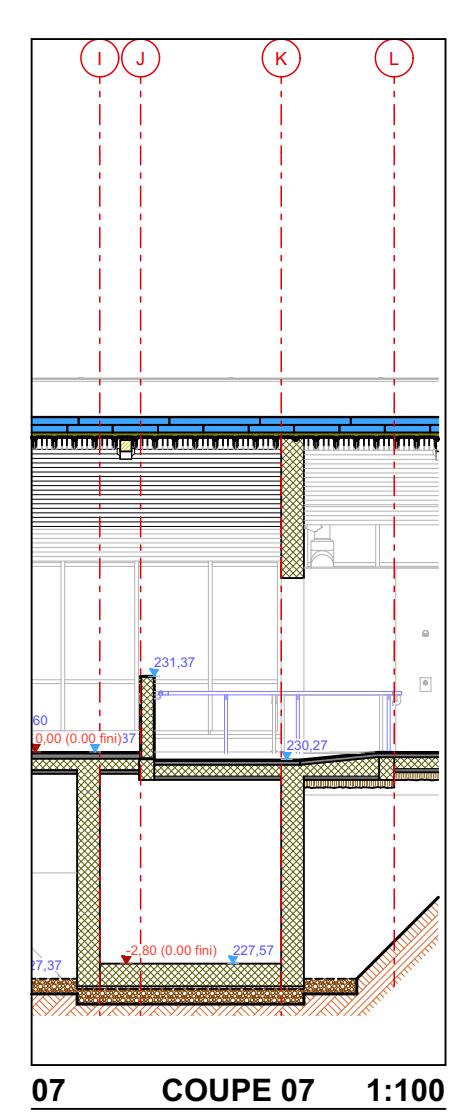 I J K L
231,37
60
0,00 (0.00 fini) 37
230,27
-2,80 (0.00 fini) 227,57
27,37
07 COUPE 07 1:100